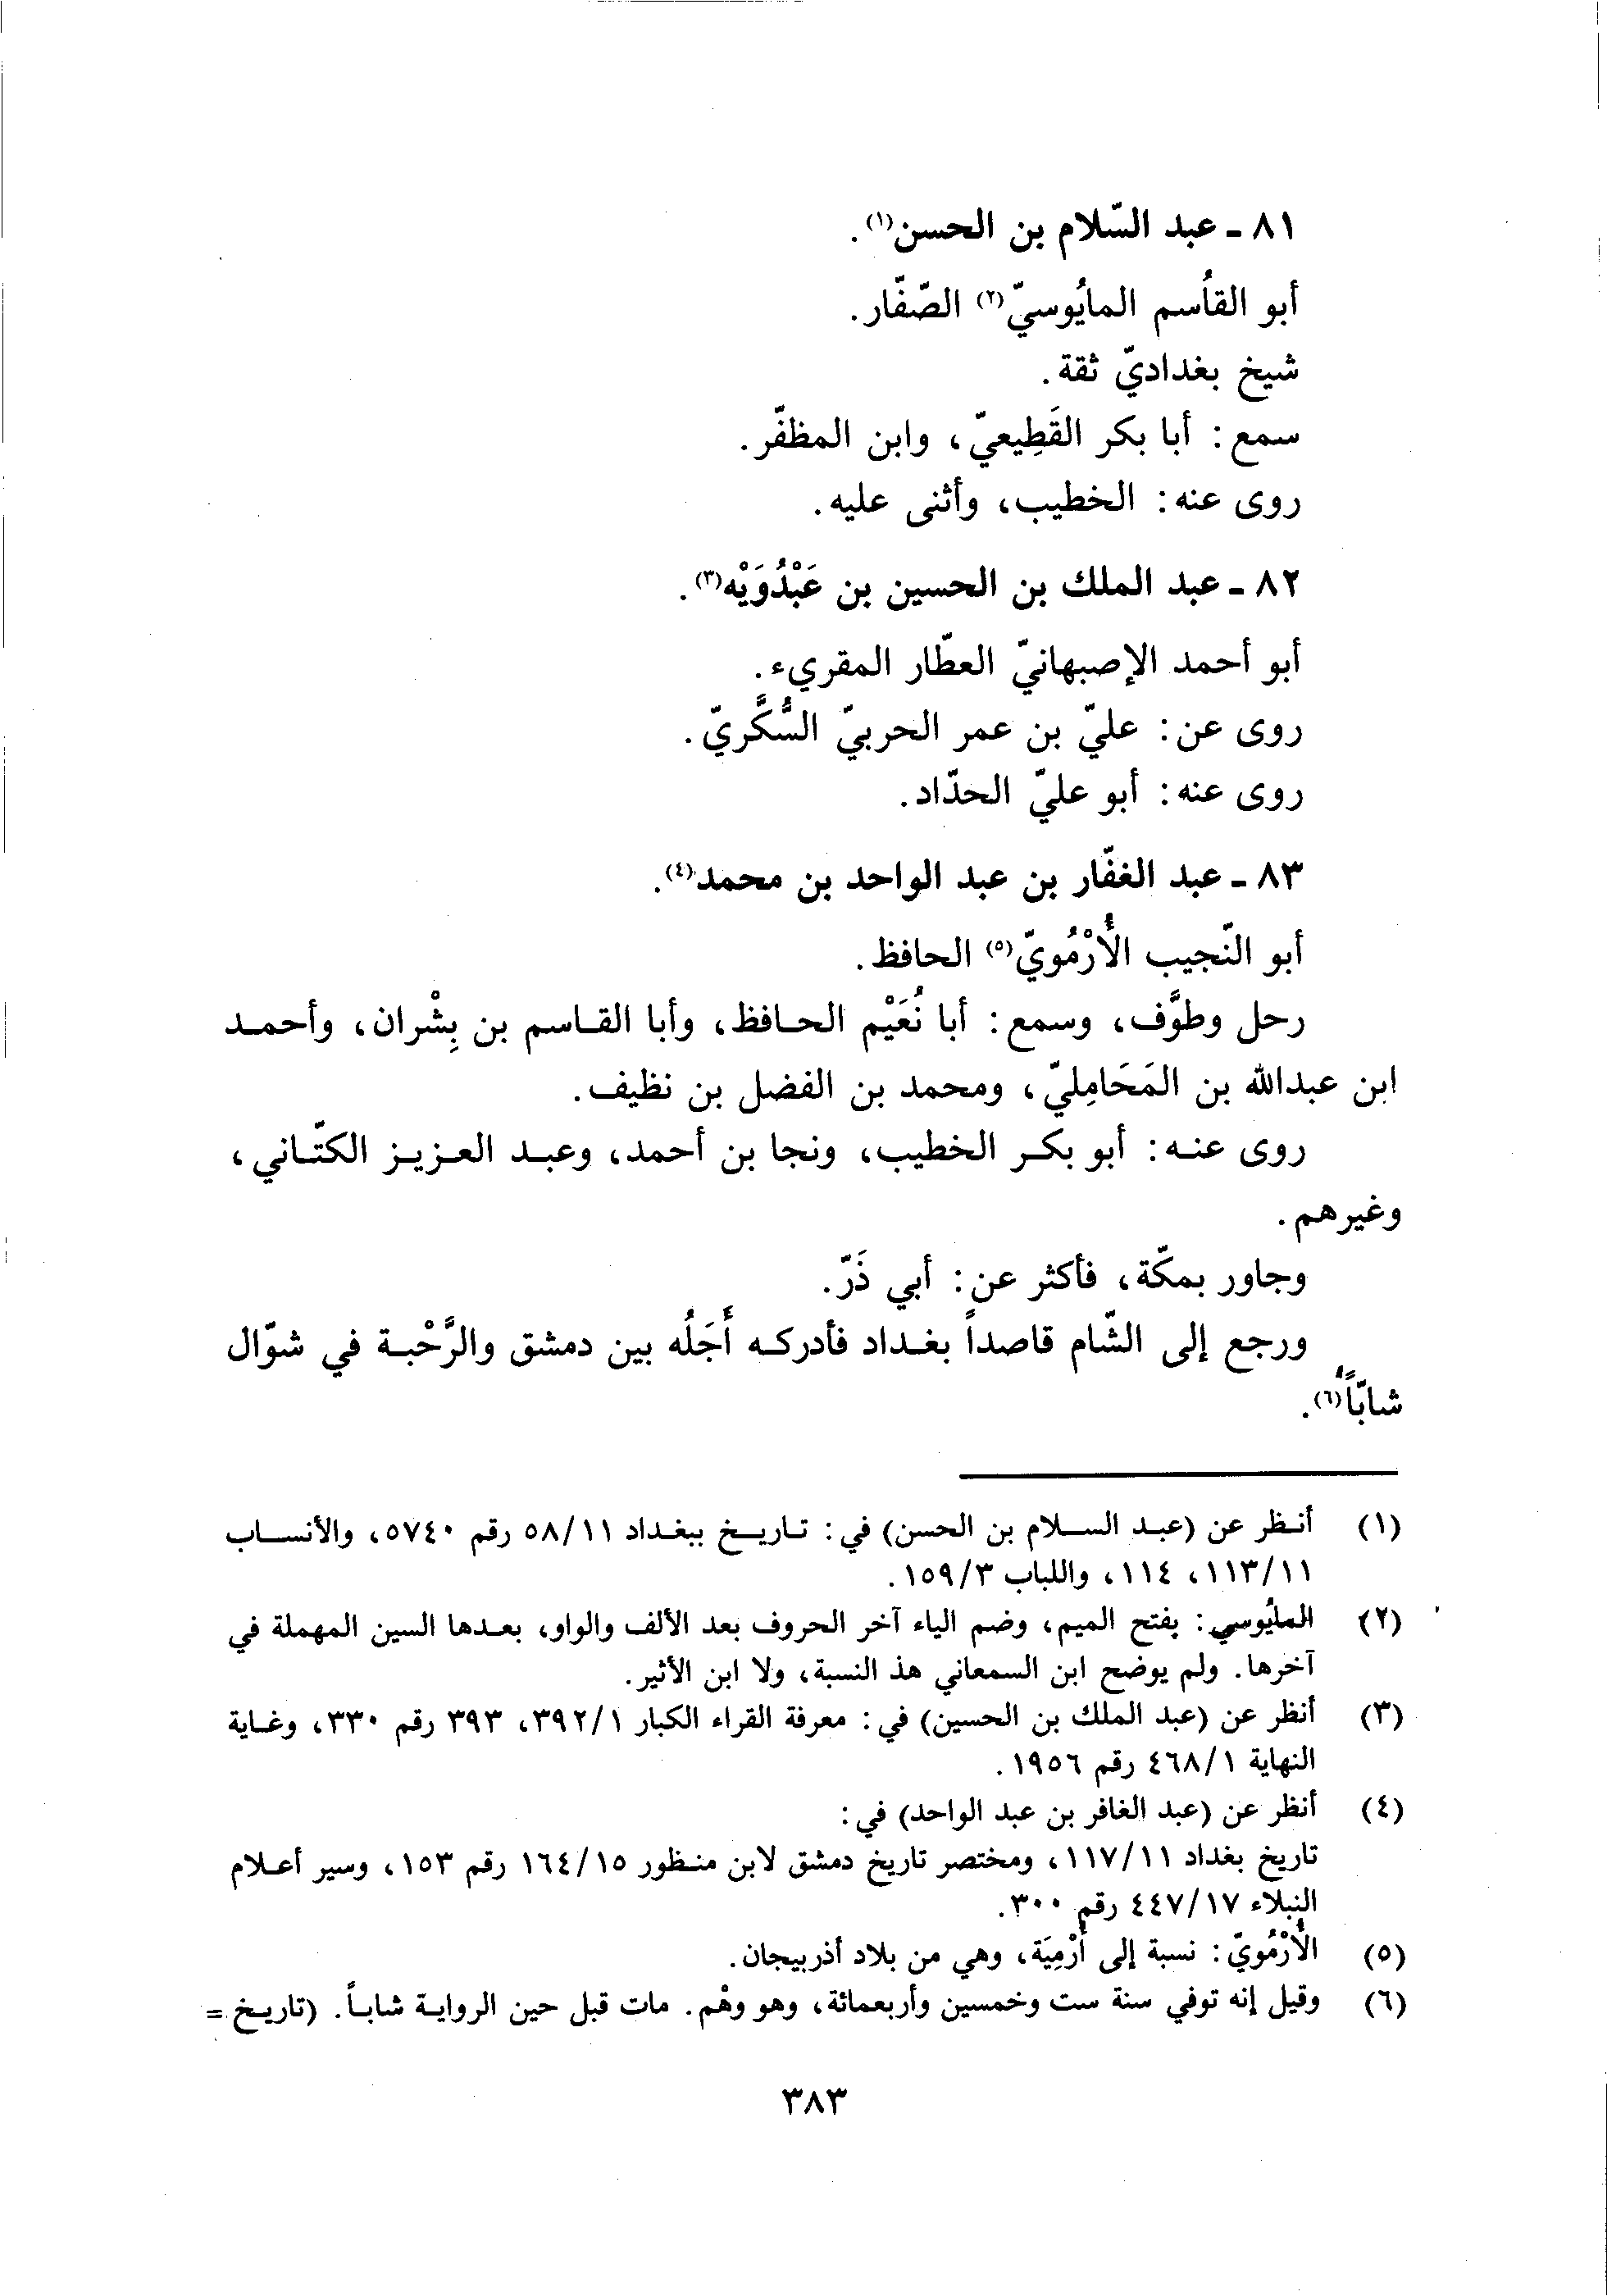 ٨١ ـ عبد السّلام بن الحسن(١).
أبو القاُسم المايُوسيّ(٢) الصّفّار.
شيخ بغداديّ ثقة.
سمع: أبا بكر القَطِيعيّ، وابن المظفّر.
روى عنه: الخطيب، وأثنى عليه.
٨٢ ـ عبد الملك بن الحسين بن عَبْدُوَيْه(٣).
أبو أحمد الإصبهانيّ العطّار المقريء.
روى عن: عليّ بن عمر الحربيّ السُّكَّريّ.
روى عنه: أبو عليّ الحدّاد.
٨٣ ـ عبد الغفّار بن عبد الواحد بن محمد(٤).
أبو النّجيب الأُرْمُويّ(٥) الحافظ.
رحل وطوَّف، وسمع: أبا نُعَيْم الحافظ، وأبا القاسم بن بِشْران، وأحمد
ابن عبدالله بن المَحَامِليّ، ومحمد بن الفضل بن نظيف.
روى عنه: أبو بكر الخطيب، ونجا بن أحمد، وعبد العزيز الكتّاني،
وغيرهم.
وجاور بمكّة، فأكثر عن: أبي ذَرّ.
ورجع إلى الشّام قاصداً بغداد فأدركه أَجَلُه بين دمشق والرَّحْبة في شوّال
شابّاً(٦).
(١) أنظر عن (عبد السلام بن الحسن) في: تاريخ ببغداد ٥٨/١١ رقم ٥٧٤٠، والأنساب
١١٣/١١، ١١٤، واللباب ١٥٩/٣.
(٢) المايُوسي: بفتح الميم، وضم الياء آخر الحروف بعد الألف والواو، بعدها السين المهملة في
آخرها. ولم يوضح ابن السمعاني هذ النسبة، ولا ابن الأثير.
(٣) أنظر عن (عبد الملك بن الحسين) في: معرفة القراء الكبار ٣٩٢/١، ٣٩٣ رقم ٣٣٠، وغاية
النهاية ٤٦٨/١ رقم ١٩٥٦.
(٤) أنظر عن (عبد الغافر بن عبد الواحد) في:
تاريخ بغداد ١١٧/١١، ومختصر تاريخ دمشق لابن منظور ١٦٤/١٥ رقم ١٥٣، وسير أعلام
النبلاء ٤٤٧/١٧ رقم ٣٠٠.
(٥) الأُرْمُويّ: نسبة إلى أُرْمِيَة، وهي من بلاد أذربيجان.
(٦) وقيل إنه توفي سنة ست وخمسين وأربعمائة، وهو وهْم. مات قبل حين الرواية شاباً. (تاريخ =
٣٨٣